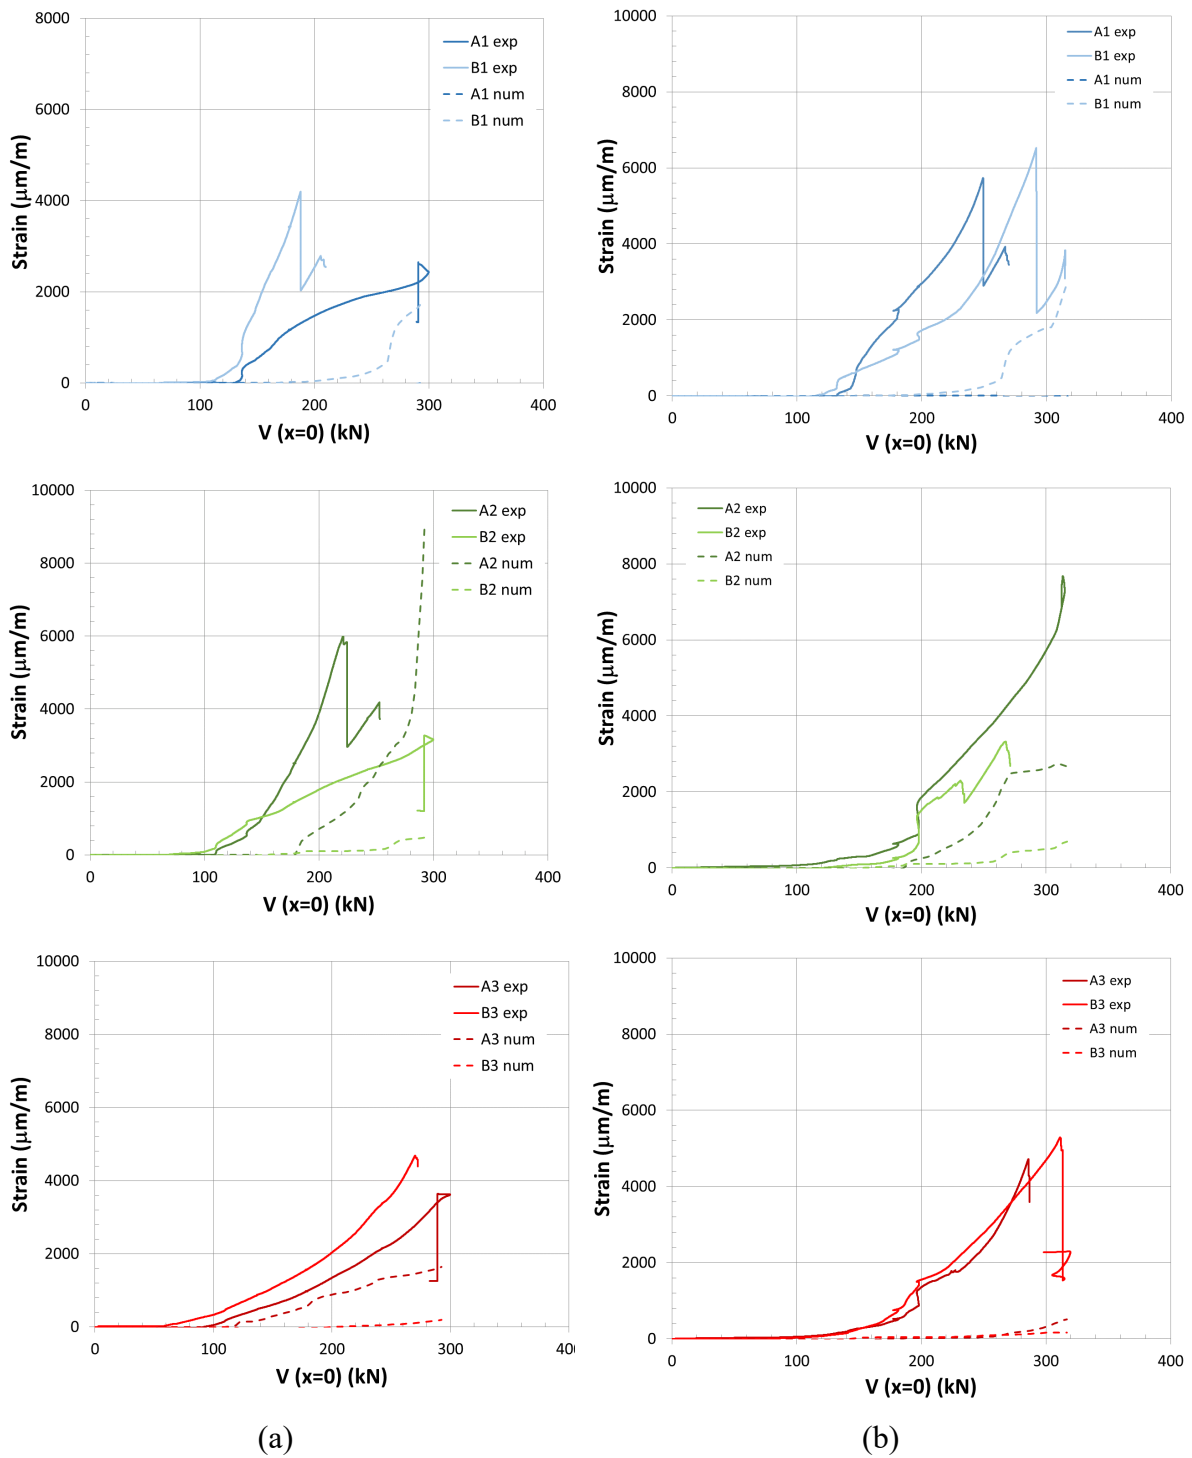 8000
6000
4000
2000
0
0 100 200 300 400
Strain (μm/m)
V (x=0) (kN)
A1 exp
B1 exp
A1 num
B1 num
10000
8000
6000
4000
2000
0
0 100 200 300 400
Strain (μm/m)
V (x=0) (kN)
A1 exp
B1 exp
A1 num
B1 num
10000
8000
6000
4000
2000
0
0 100 200 300 400
Strain (μm/m)
V (x=0) (kN)
A2 exp
B2 exp
A2 num
B2 num
10000
8000
6000
4000
2000
0
0 100 200 300 400
Strain (μm/m)
V (x=0) (kN)
A2 exp
B2 exp
A2 num
B2 num
10000
8000
6000
4000
2000
0
0 100 200 300 40
Strain (μm/m)
V (x=0) (kN)
A3 exp
B3 exp
A3 num
B3 num
10000
8000
6000
4000
2000
0
0 100 200 300 400
Strain (μm/m)
V (x=0) (kN)
A3 exp
B3 exp
A3 num
B3 num
(a)
(b)